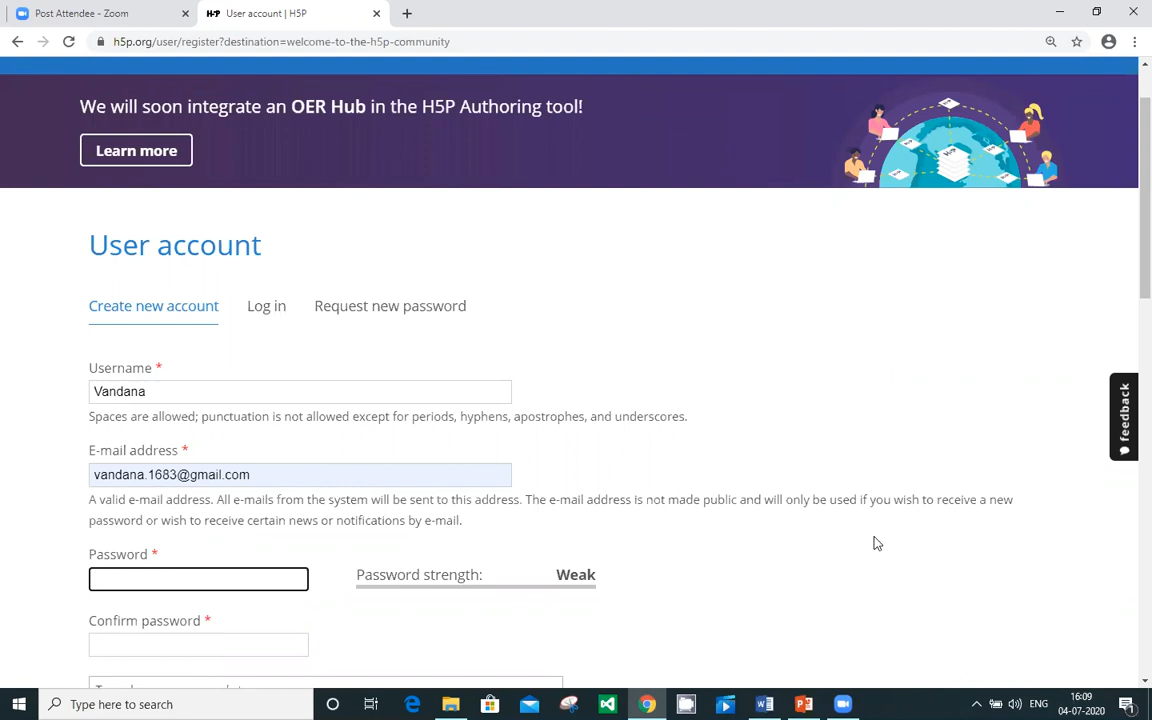 Post Attendee - Zoom
H5P User account | H5P
h5p.org/user/register?destination=welcome-to-the-h5p-community
We will soon integrate an OER Hub in the H5P Authoring tool!
Learn more
H5P
User account
Create new account Log in Request new password
Username *
Vandana
Spaces are allowed; punctuation is not allowed except for periods, hyphens, apostrophes, and underscores.
feedback
E-mail address *
vandana.1683@gmail.com
A valid e-mail address. All e-mails from the system will be sent to this address. The e-mail address is not made public and will only be used if you wish to receive a new
password or wish to receive certain news or notifications by e-mail.
Password *
Password strength: Weak
Confirm password *
Type here to search
ENG
16:09
04-07-2020